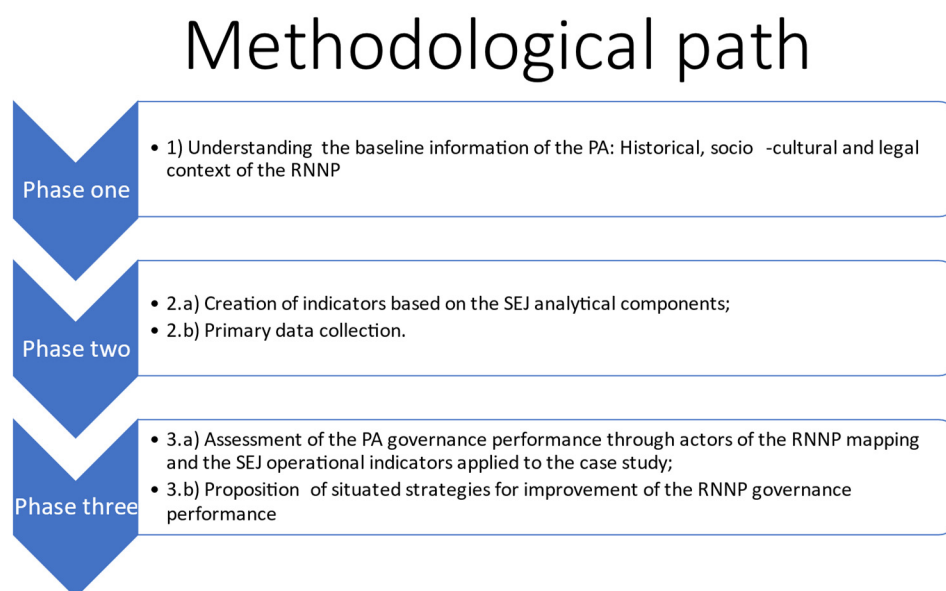 Methodological path
Phase one
• 1) Understanding the baseline information of the PA: Historical, socio -cultural and legal
context of the RNNP
Phase two
• 2.a) Creation of indicators based on the SEJ analytical components;
• 2.b) Primary data collection.
Phase three
• 3.a) Assessment of the PA governance performance through actors of the RNNP mapping
and the SEJ operational indicators applied to the case study;
• 3.b) Proposition of situated strategies for improvement of the RNNP governance
performance